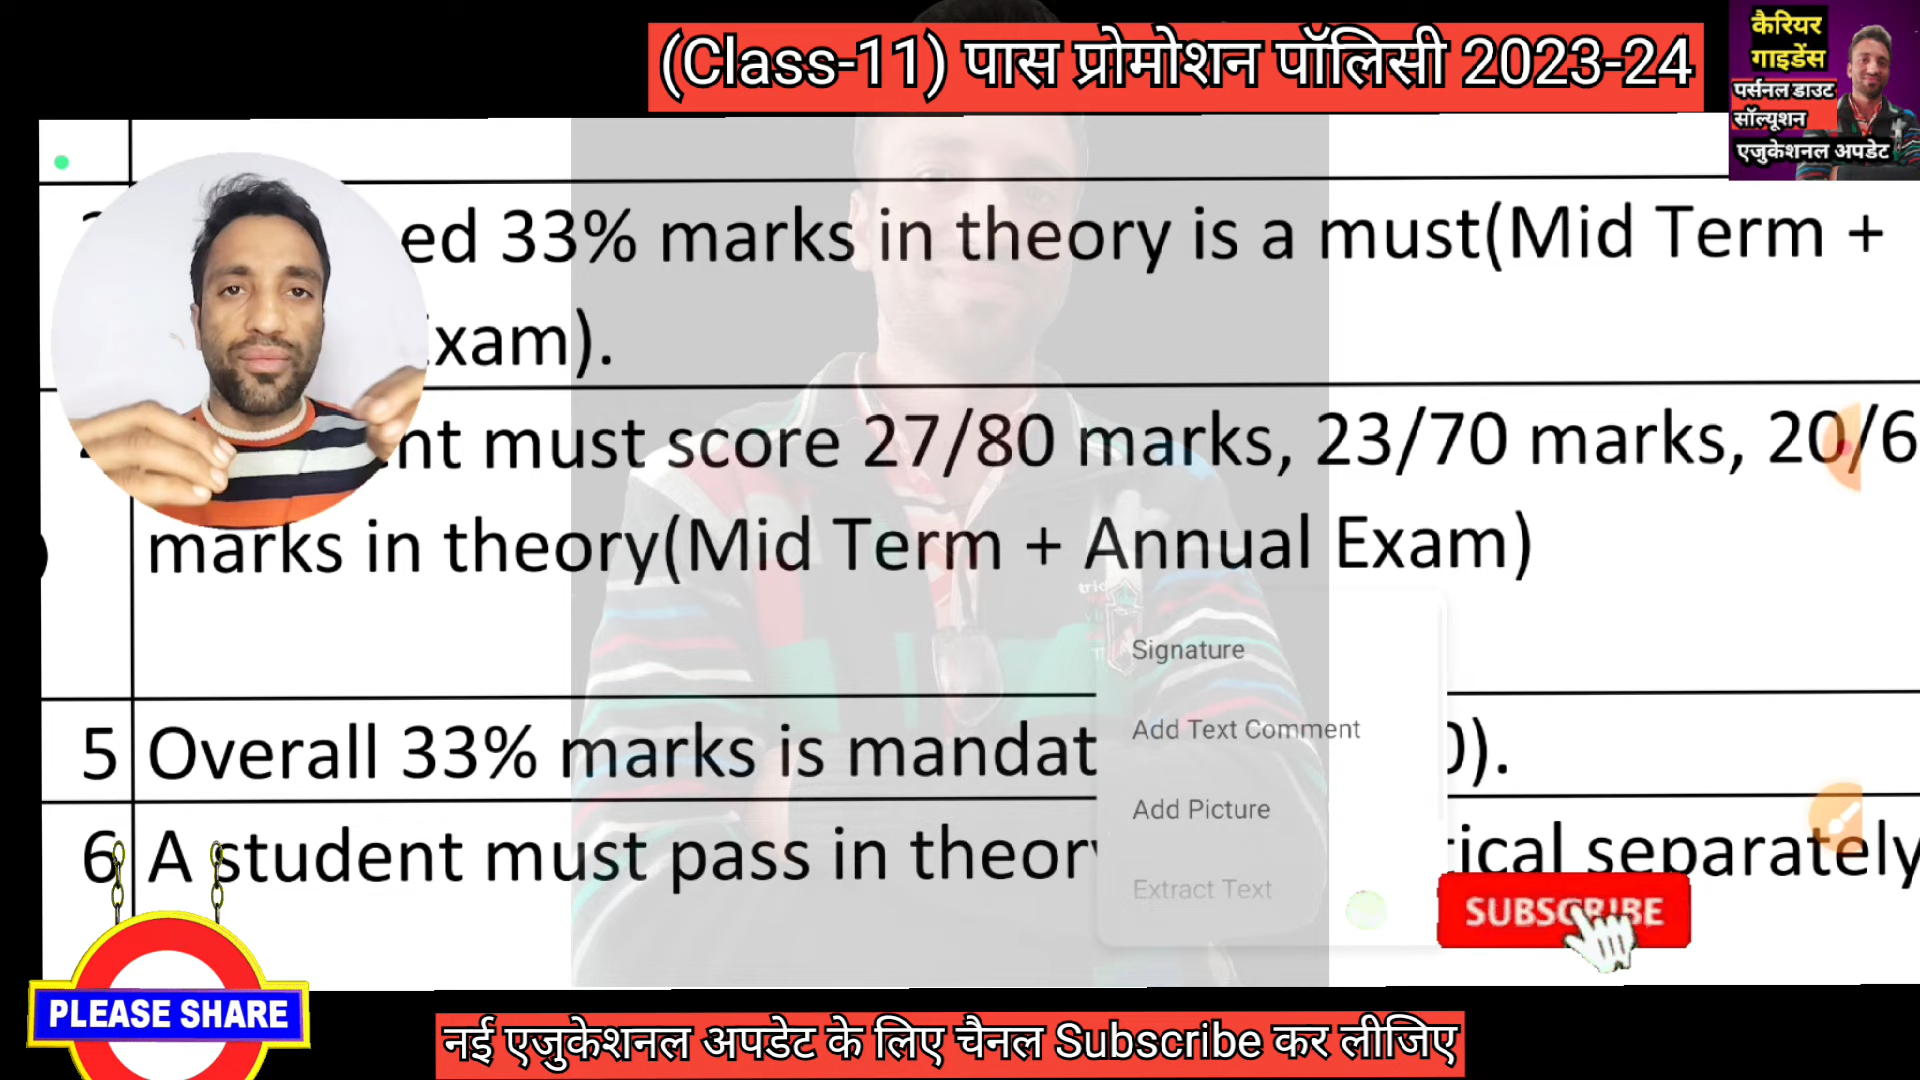 (Class-11) पास प्रोमोशन पॉलिसी 2023-24
कैरियर
गाइडेंस
पर्सनल डाउट
सॉल्यूशन
एजुकेशनल अपडेट
ed 33% marks in theory is a must(Mid Term +
Exam).
nt must score 27/80 marks, 23/70 marks, 20/6
marks in theory(Mid Term + Annual Exam)
Signature
Add Text Comment
Add Picture
Extract Text
5 Overall 33% marks is mandat 0).
6 A student must pass in theor ical separately
SUBSCRIBE
PLEASE SHARE
नई एजुकेशनल अपडेट के लिए चैनल Subscribe कर लीजिए